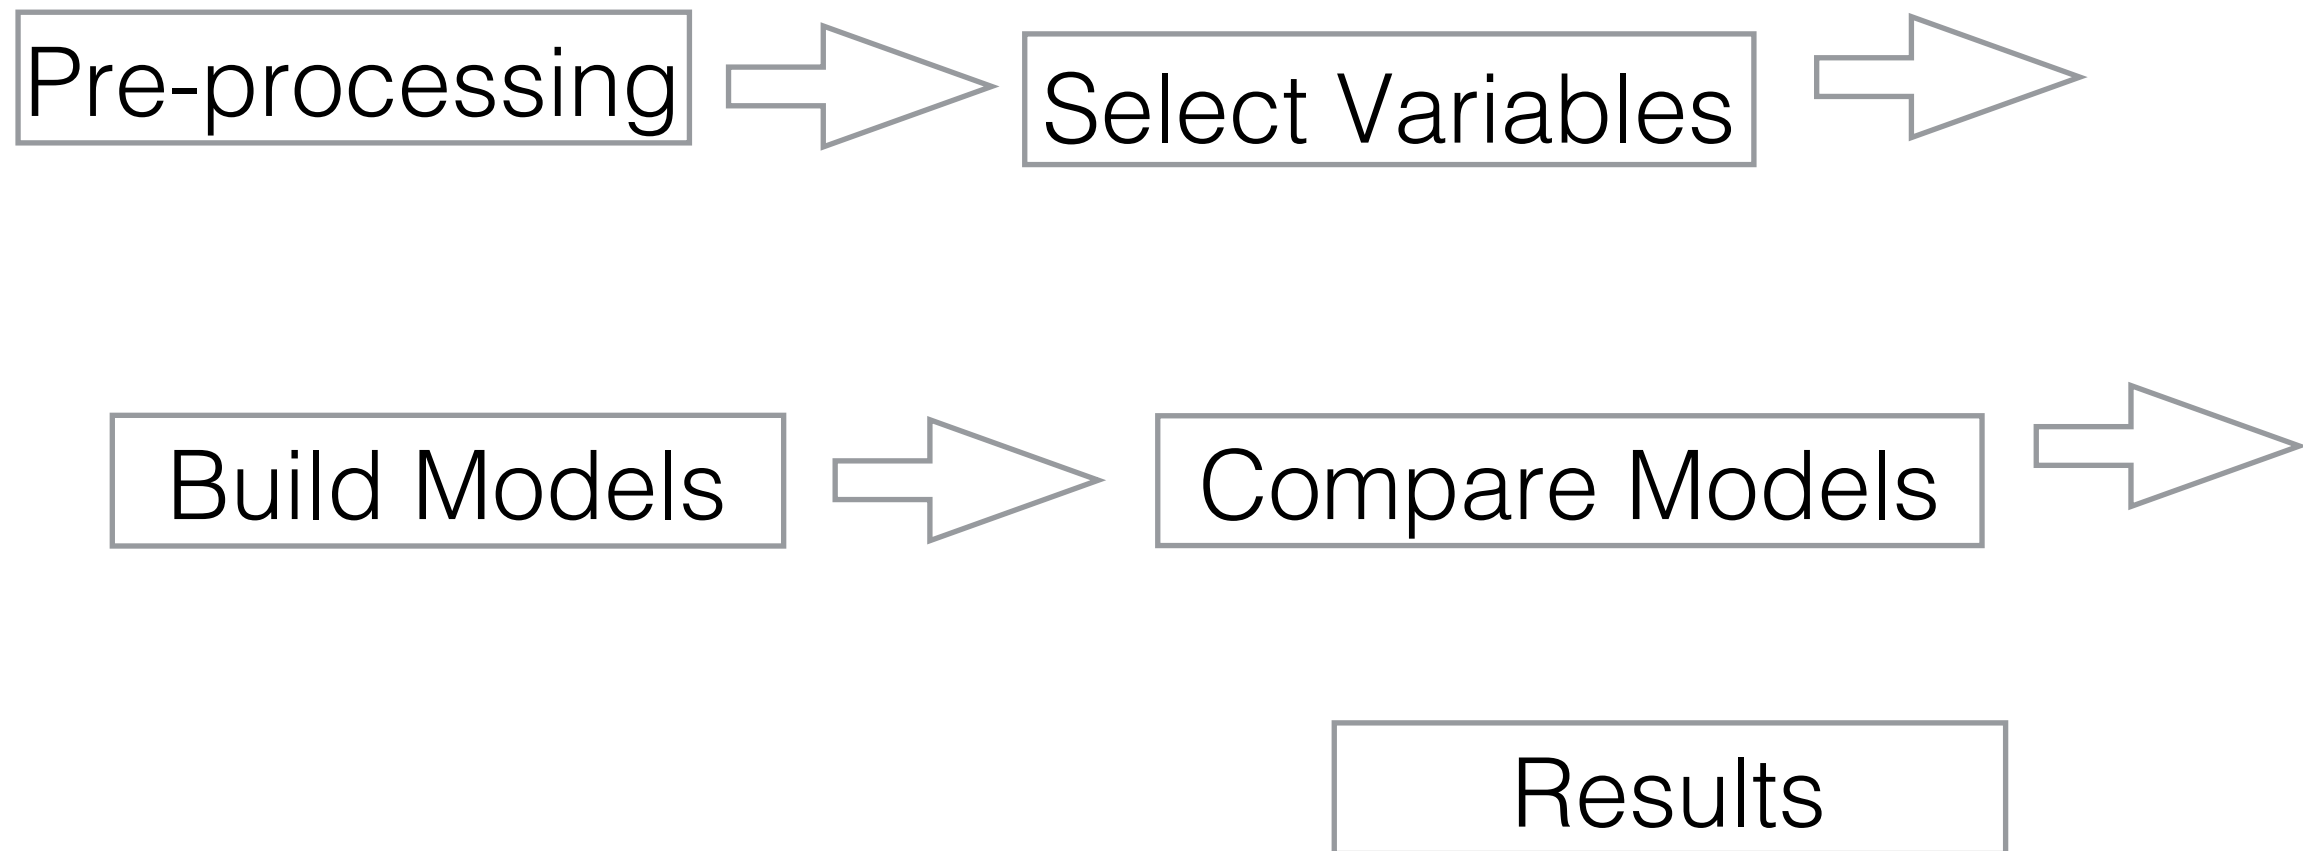 Pre-processing
Select Variables
Build Models
Compare Models
Results